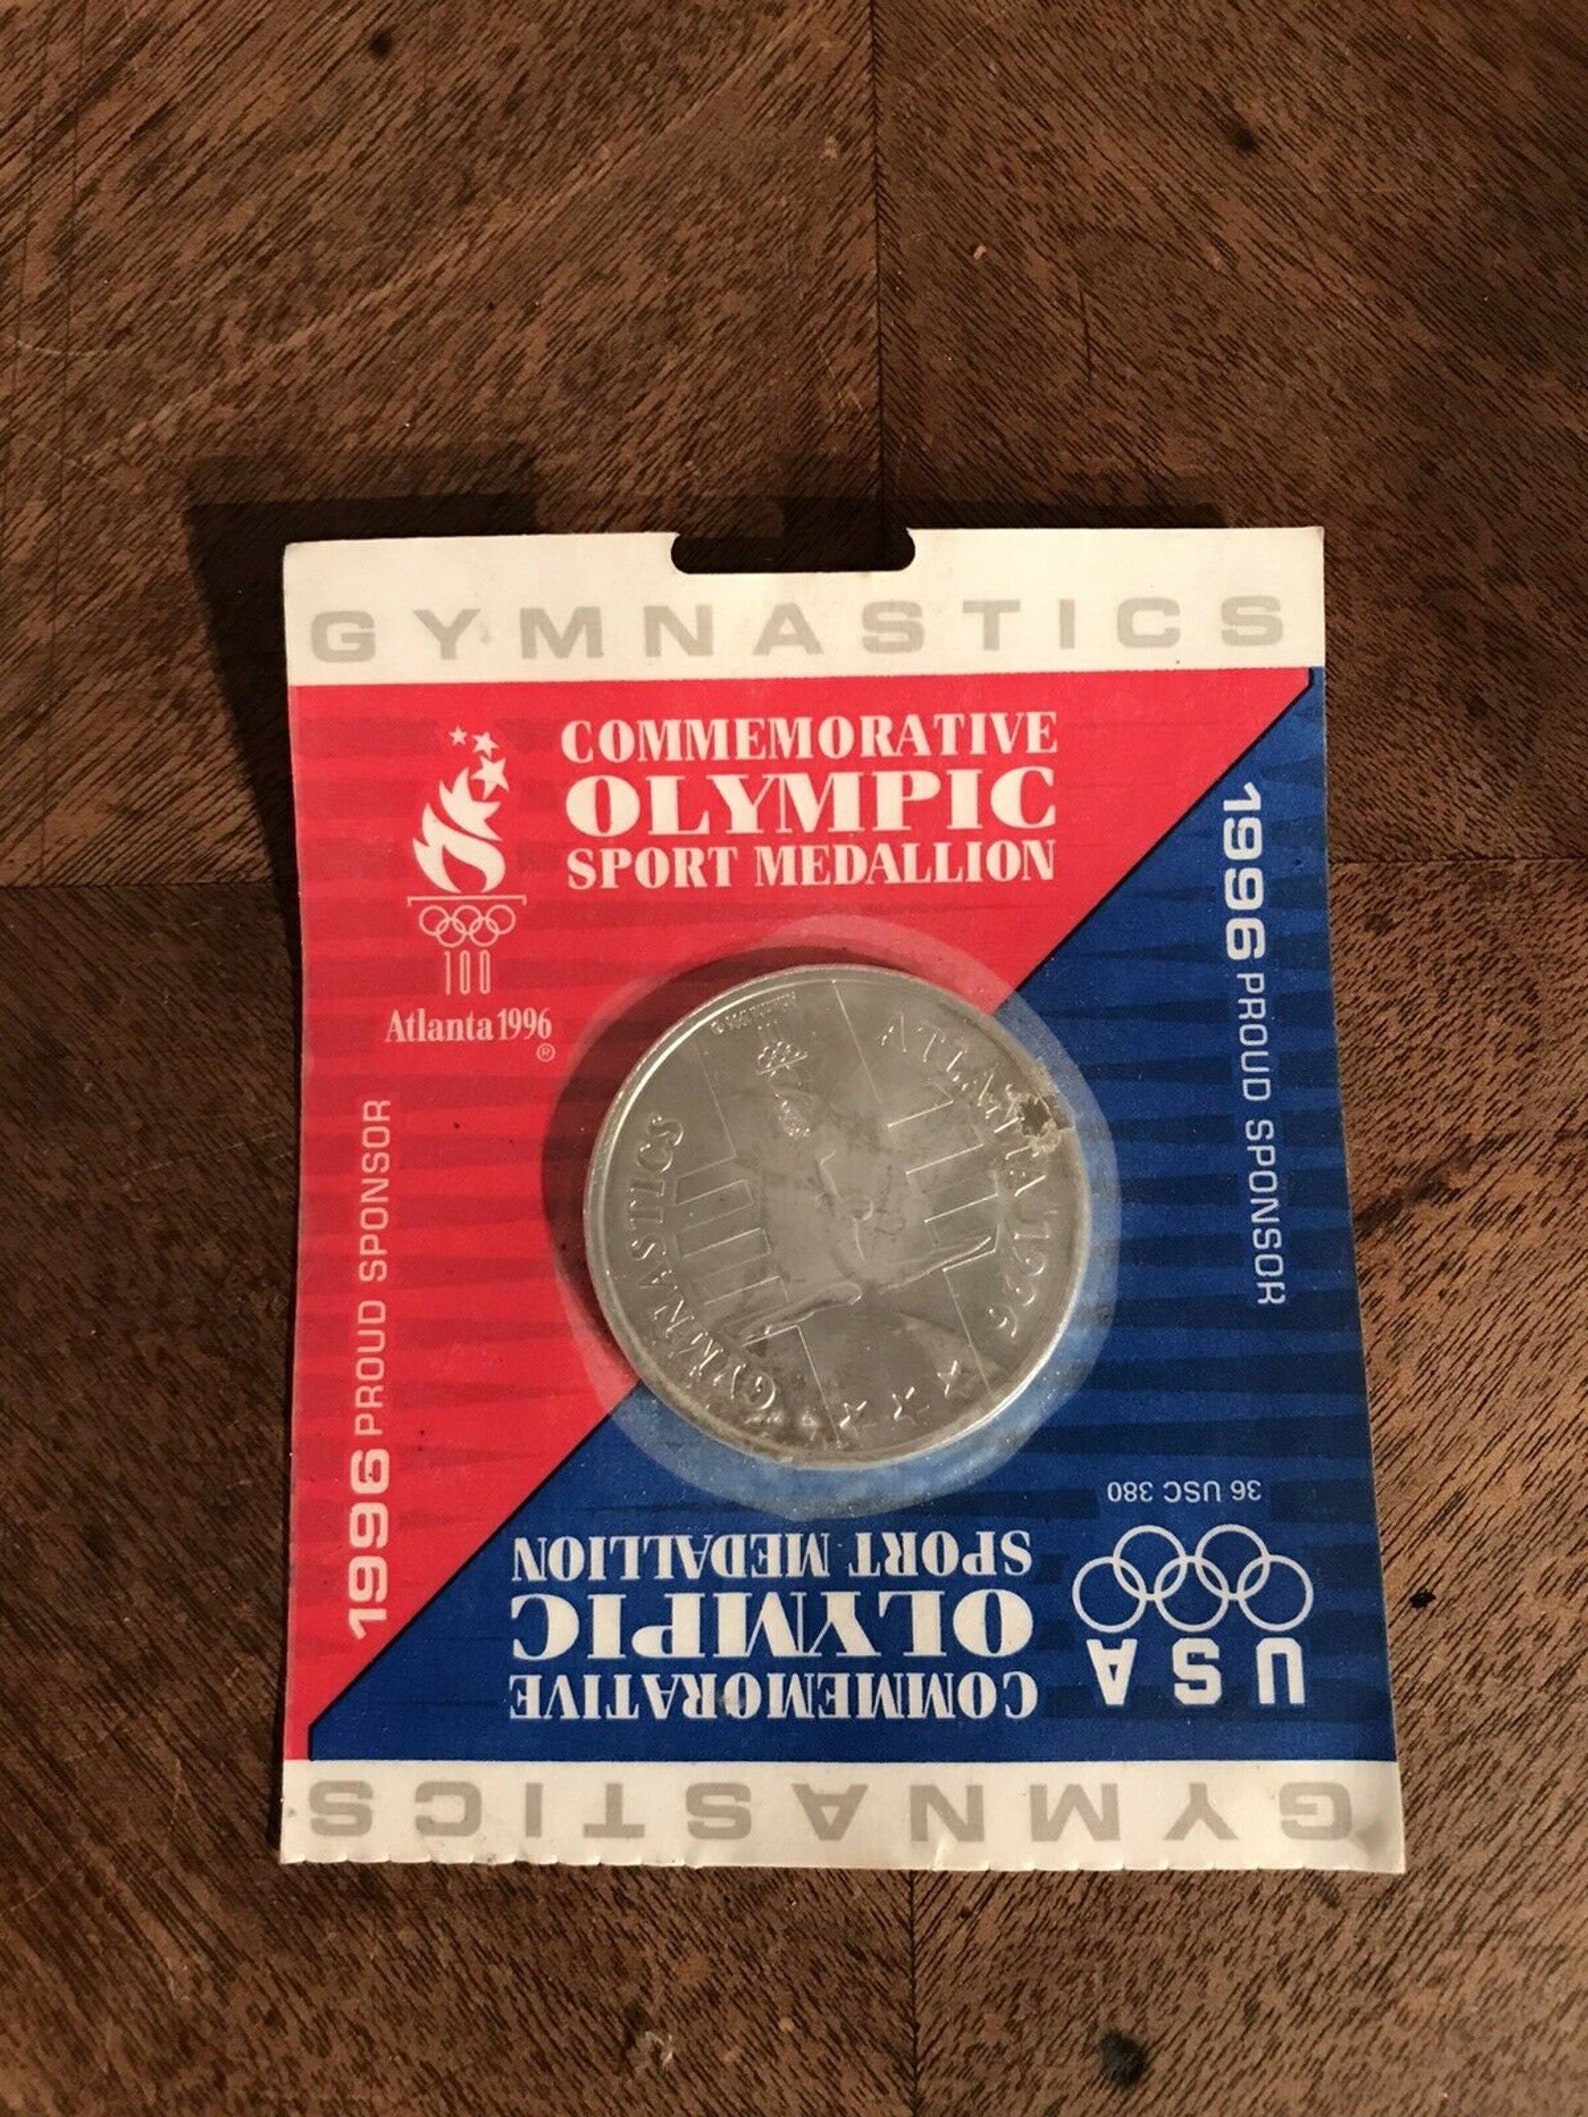 GYMNASTICS
COMMEMORATIVE
OLYMPIC
SPORT MEDALLION
100
Atlanta 1996
®
1996 PROUD SPONSOR
1996 PROUD SPONSOR
GYMNASTICS
ATLANTA 1996
36 USC 380
USA
COMMEMORATIVE
OLYMPIC
SPORT MEDALLION
GYMNASTICS